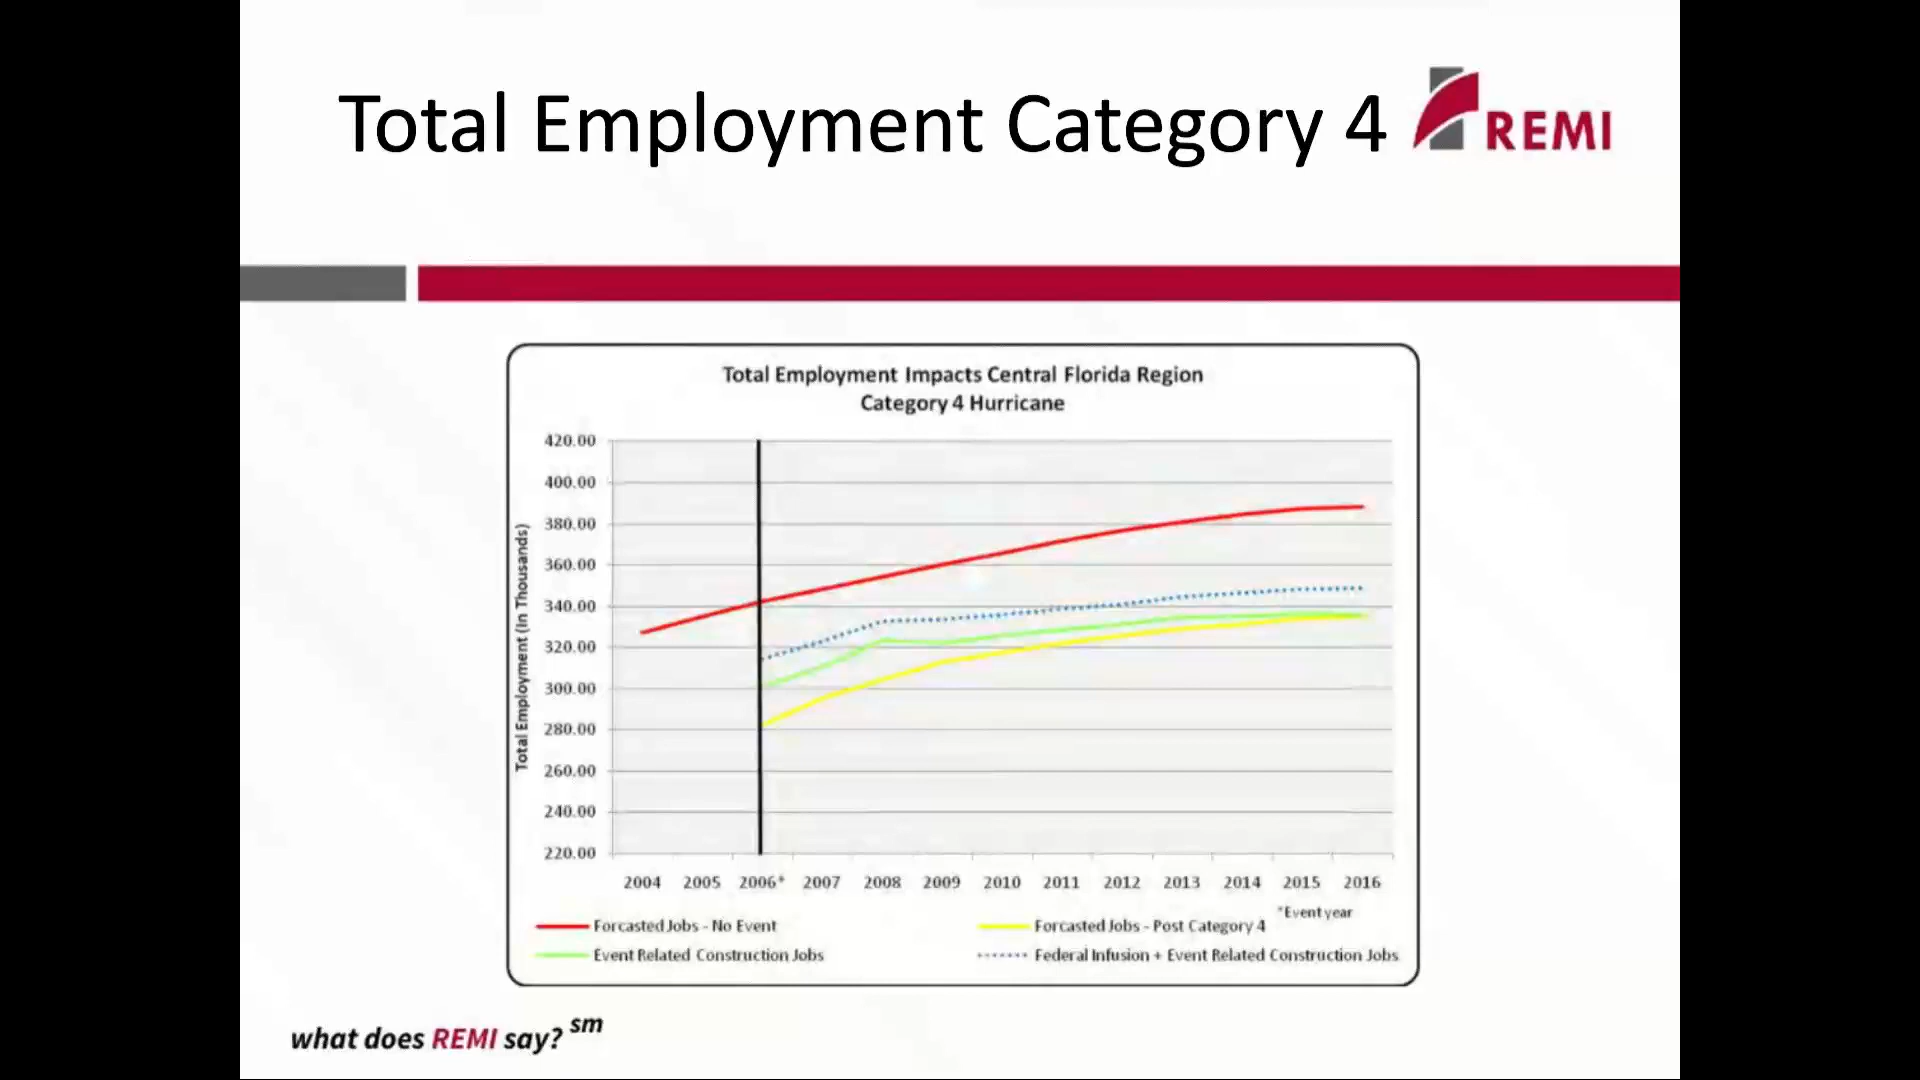 Total Employment Category 4
REMI
Total Employment Impacts Central Florida Region
Category 4 Hurricane
Total Employment (In Thousands)
420.00
400.00
380.00
360.00
340.00
320.00
300.00
280.00
260.00
240.00
220.00
2004 2005 2006* 2007 2008 2009 2010 2011 2012 2013 2014 2015 2016
*Event year
Forcasted Jobs - No Event
Forcasted Jobs - Post Category 4
Event Related Construction Jobs
Federal Infusion + Event Related Construction Jobs
what does REMI say? sm